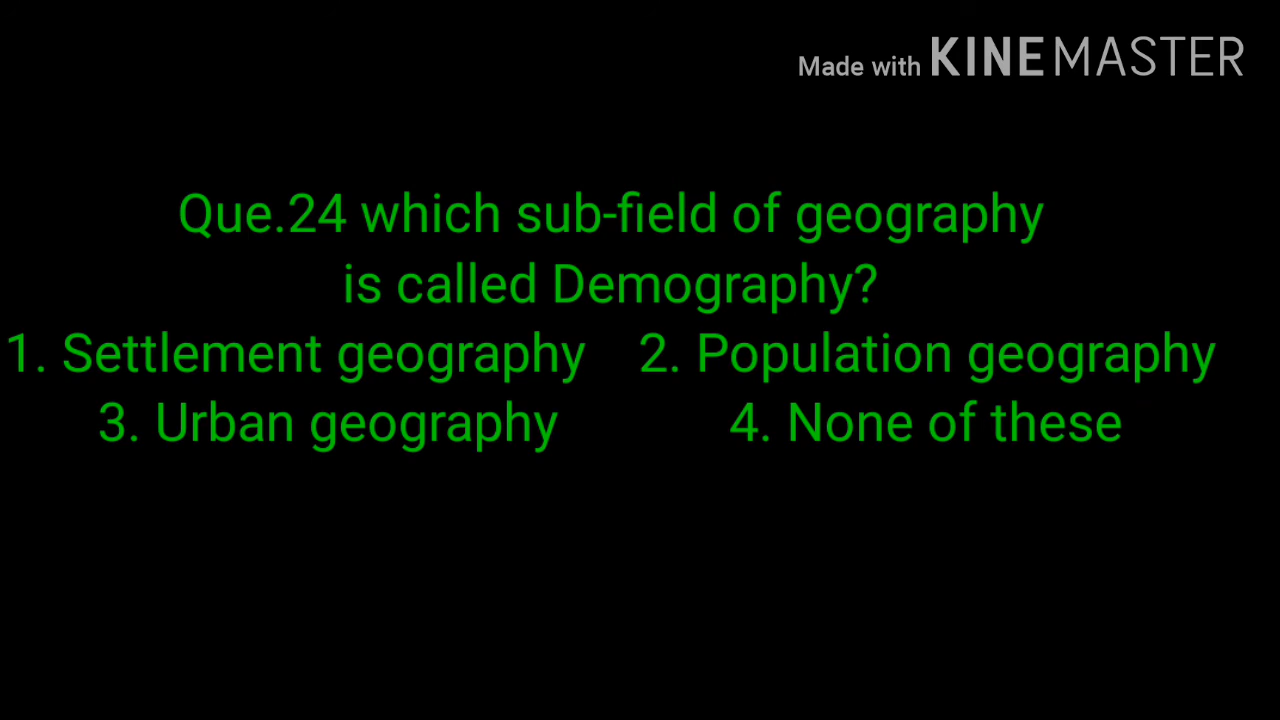 Made with KINEMASTER
Que.24 which sub-field of geography
is called Demography?
1. Settlement geography 2. Population geography
3. Urban geography 4. None of these